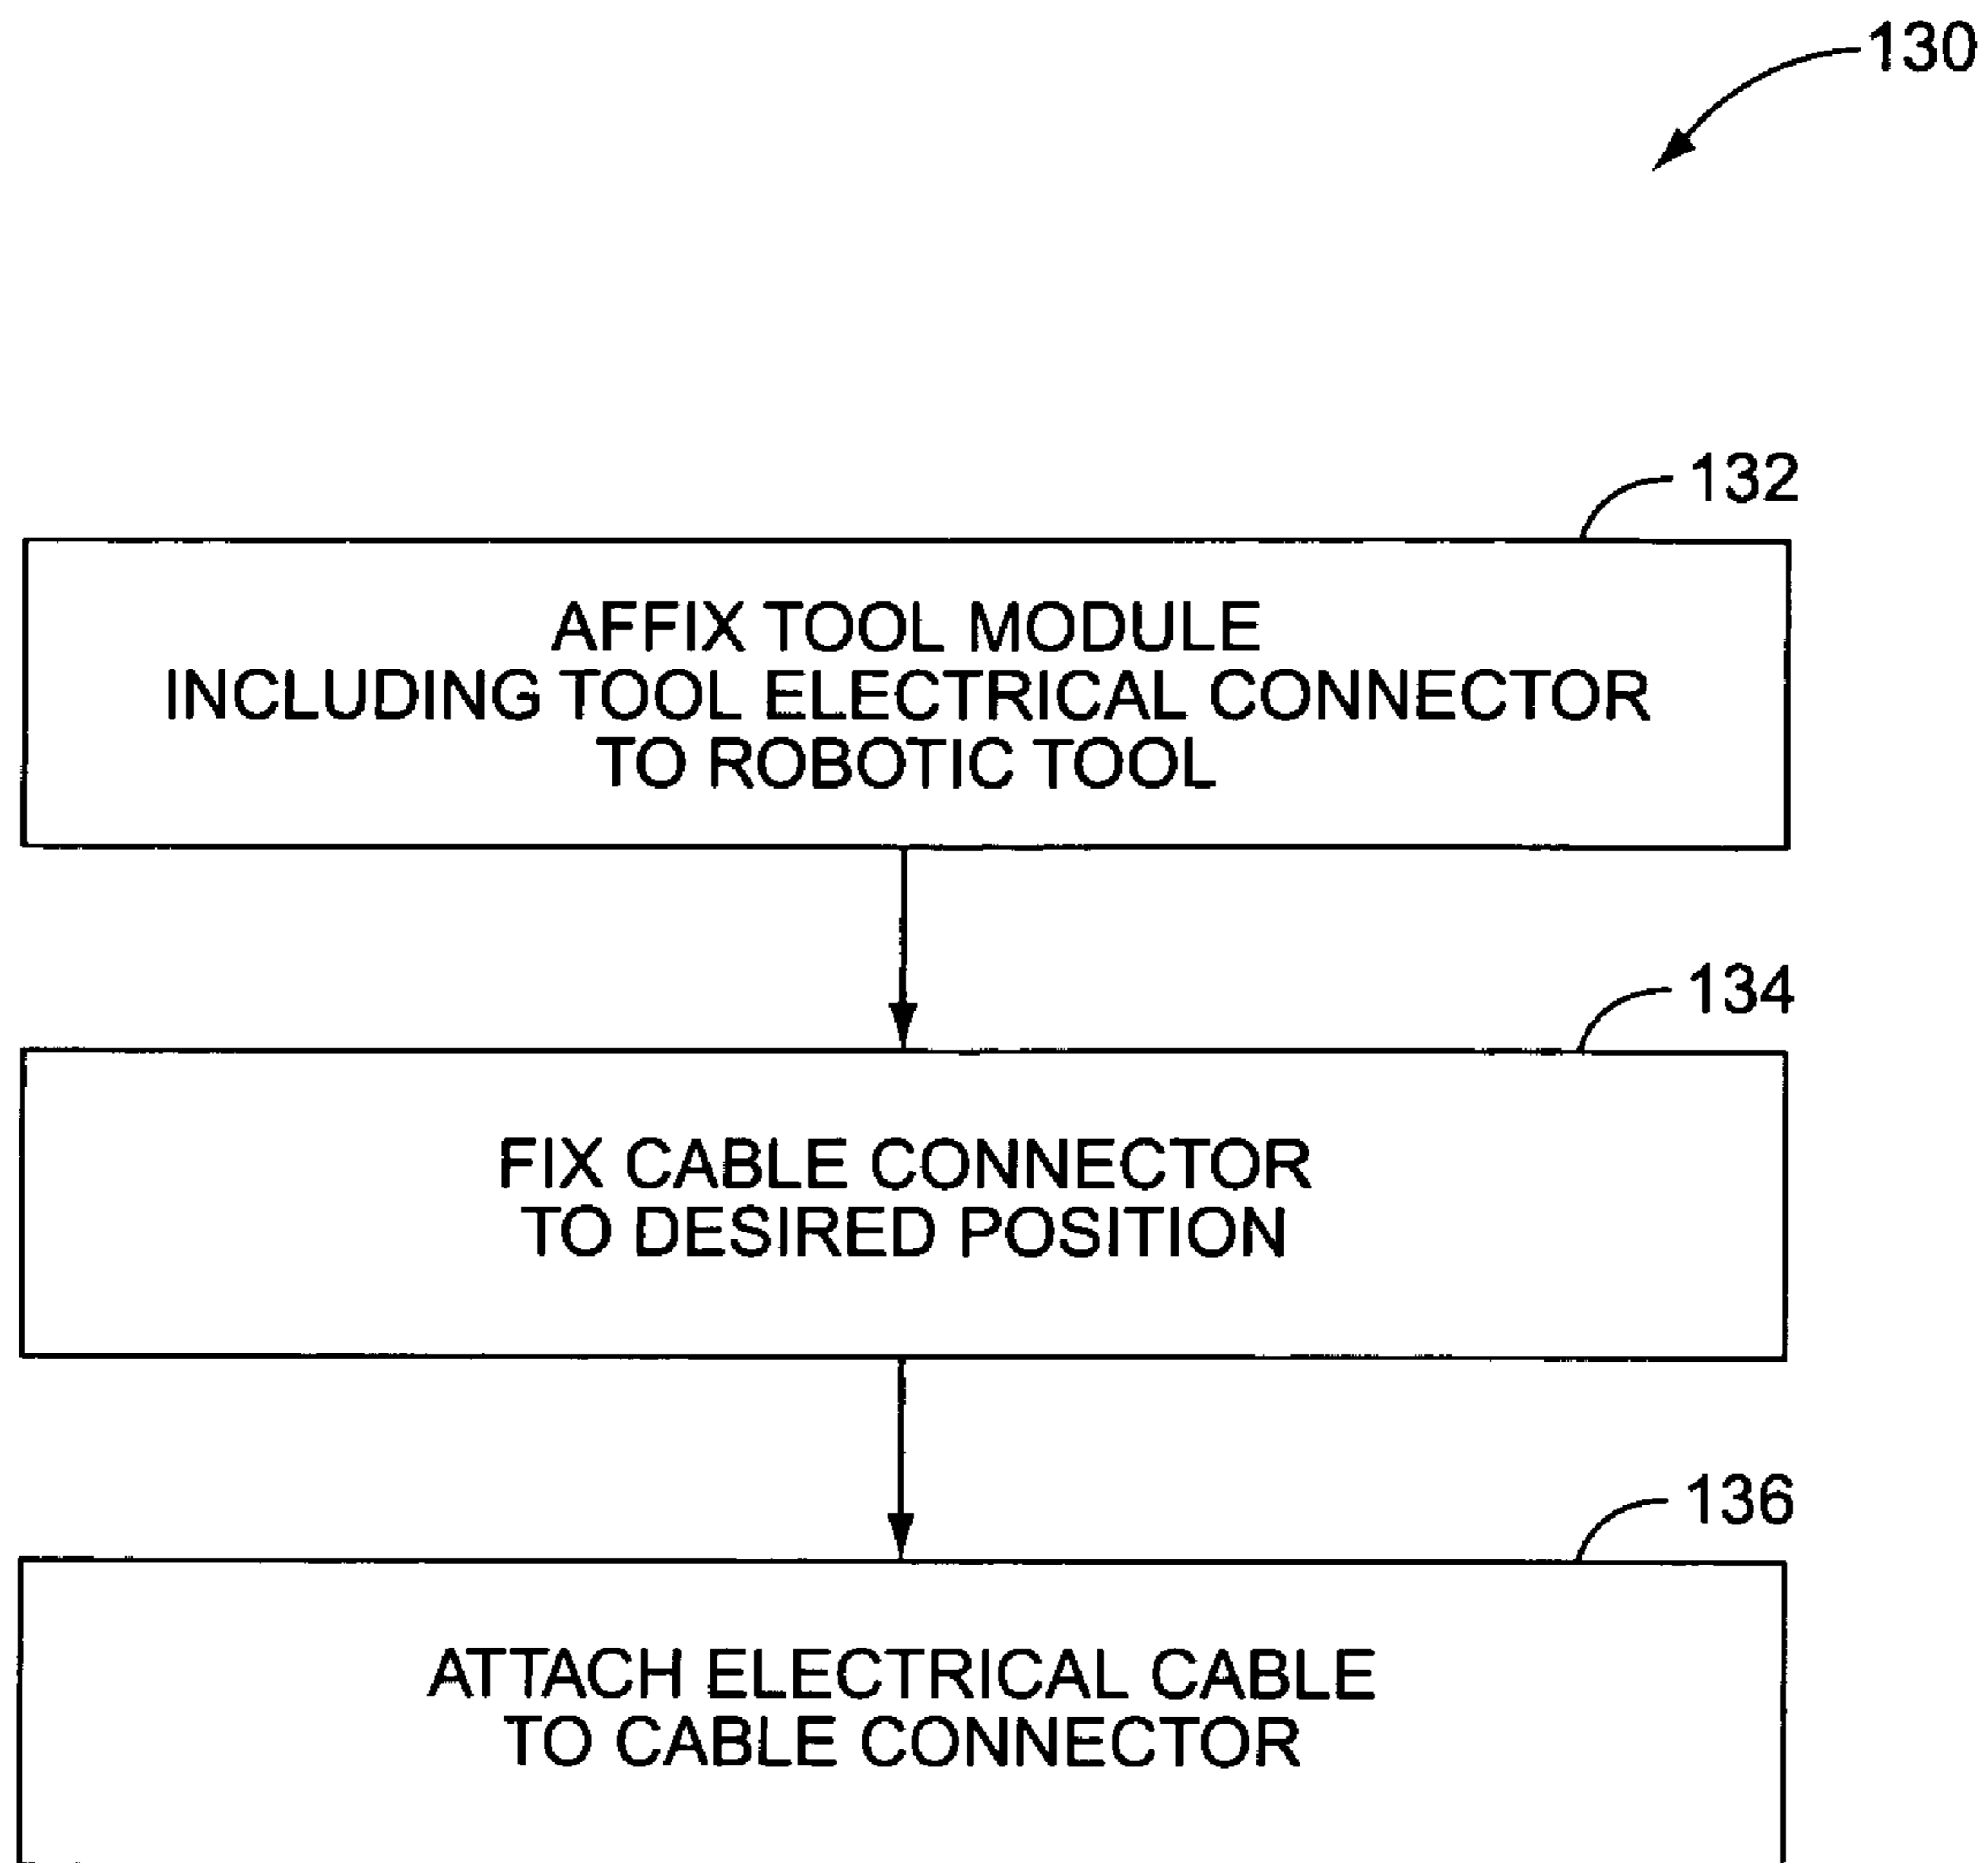 130
132
AFFIX TOOL MODULE
INCLUDING TOOL ELECTRICAL CONNECTOR
TO ROBOTIC TOOL
134
FIX CABLE CONNECTOR
TO DESIRED POSITION
136
ATTACH ELECTRICAL CABLE
TO CABLE CONNECTOR